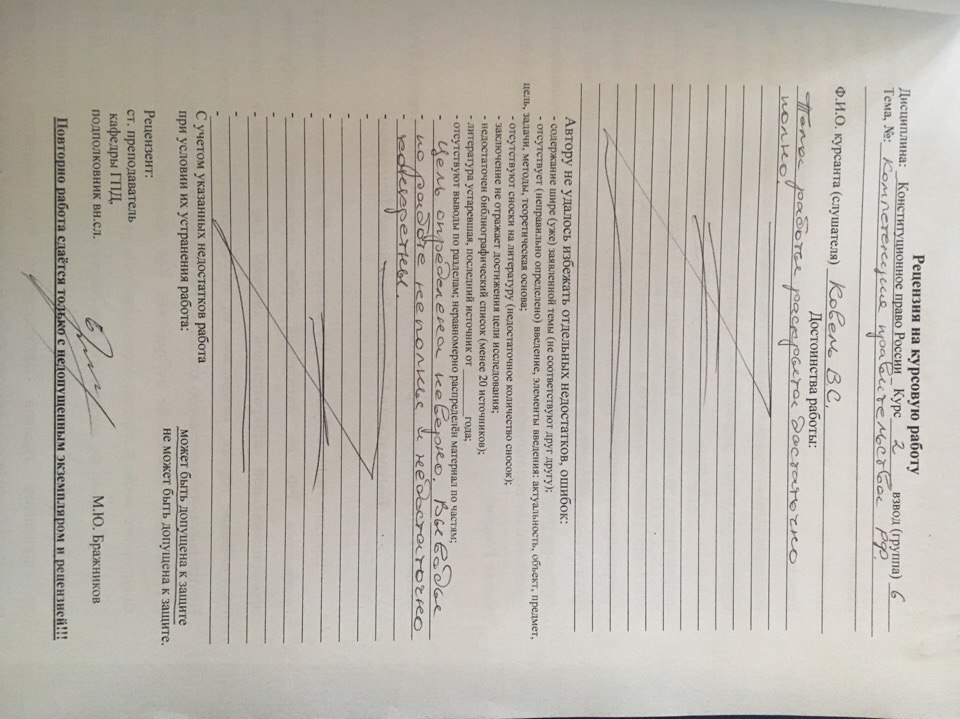 Рецензия на курсовую работу
Дисциплина: Конституционное право России Курс 2 взвод (группа) 6
Тема, №: Компетенция правительства РФ.
Ф.И.О. курсанта (слушателя) Ковель В.С.
Достоинства работы:
Тема работы раскрыта достаточно
полно.
Автору не удалось избежать отдельных недостатков, ошибок:
- содержание шире (уже) заявленной темы (не соответствуют друг другу);
- отсутствует (неправильно определено) введение, элементы введения: актуальность, объект, предмет,
цель, задачи, методы, теоретическая основа;
- отсутствуют сноски на литературу (недостаточное количество сносок);
- заключение не отражает достижения цели исследования;
- недостаточен библиографический список (менее 20 источников);
- литература устаревшая, последний источник от ______ года;
- отсутствуют выводы по разделам; неравномерно распределён материал по частям;
- Цель определена неверно. Выводы
- по работе неполные и недостаточно
- конкретны.
-
-
-
-
-
-
-
-
-
С учетом указанных недостатков работа
при условии их устранения работа:
может быть допущена к защите
не может быть допущена к защите.
Рецензент:
ст. преподаватель
кафедры ГПД,
подполковник вн.сл. М.Ю. Бражников
Повторно работа сдаётся только с недопущенным экземпляром и рецензией!!!